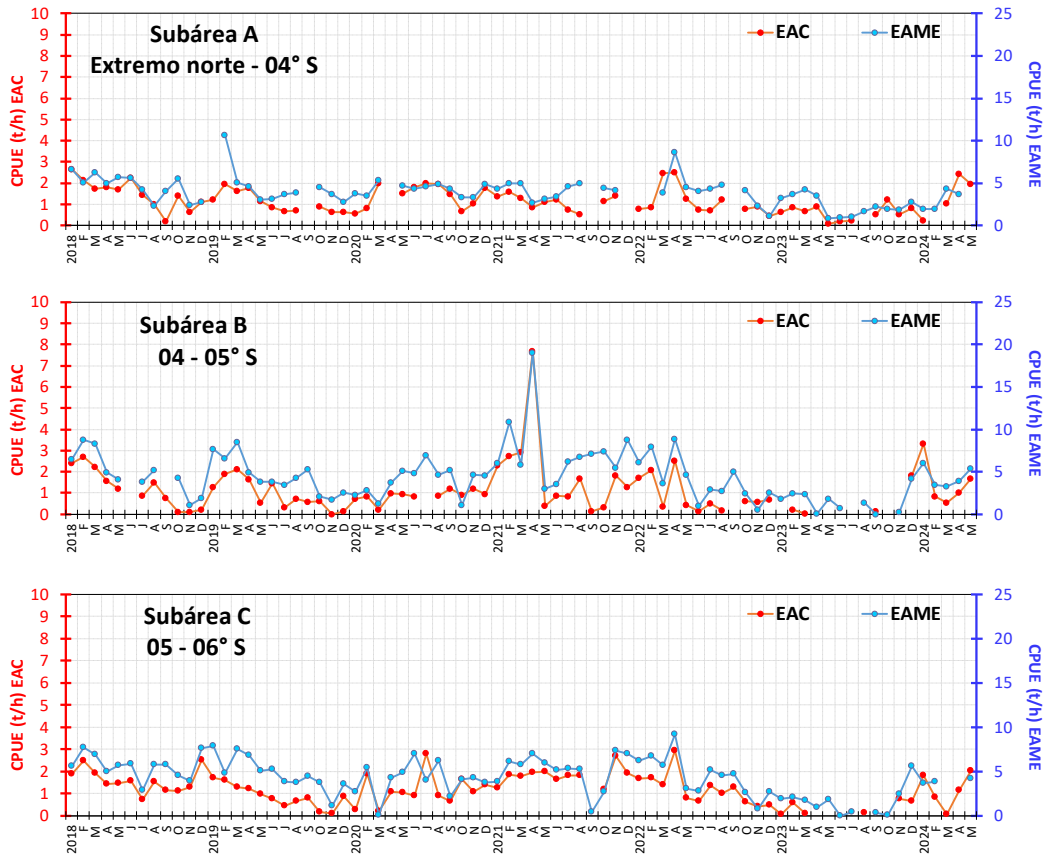 Subárea A
Extremo norte - 04° S
EAC EAME
CPUE (t/h) EAC
10
9
8
7
6
5
4
3
2
1
0
CPUE (t/h) EAME
25
20
15
10
5
0
2018 F M A M J J A S O N D 2019 F M A M J J A S O N D 2020 F M A M J J A S O N D 2021 F M A M J J A S O N D 2022 F M A M J J A S O N D 2023 F M A M J J A S O N D 2024 F M A M
Subárea B
04 - 05° S
EAC EAME
CPUE (t/h) EAC
10
9
8
7
6
5
4
3
2
1
0
CPUE (t/h) EAME
25
20
15
10
5
0
2018 F M A M J J A S O N D 2019 F M A M J J A S O N D 2020 F M A M J J A S O N D 2021 F M A M J J A S O N D 2022 F M A M J J A S O N D 2023 F M A M J J A S O N D 2024 F M A M
Subárea C
05 - 06° S
EAC EAME
CPUE (t/h) EAC
10
9
8
7
6
5
4
3
2
1
0
CPUE (t/h) EAME
25
20
15
10
5
0
2018 F M A M J J A S O N D 2019 F M A M J J A S O N D 2020 F M A M J J A S O N D 2021 F M A M J J A S O N D 2022 F M A M J J A S O N D 2023 F M A M J J A S O N D 2024 F M A M